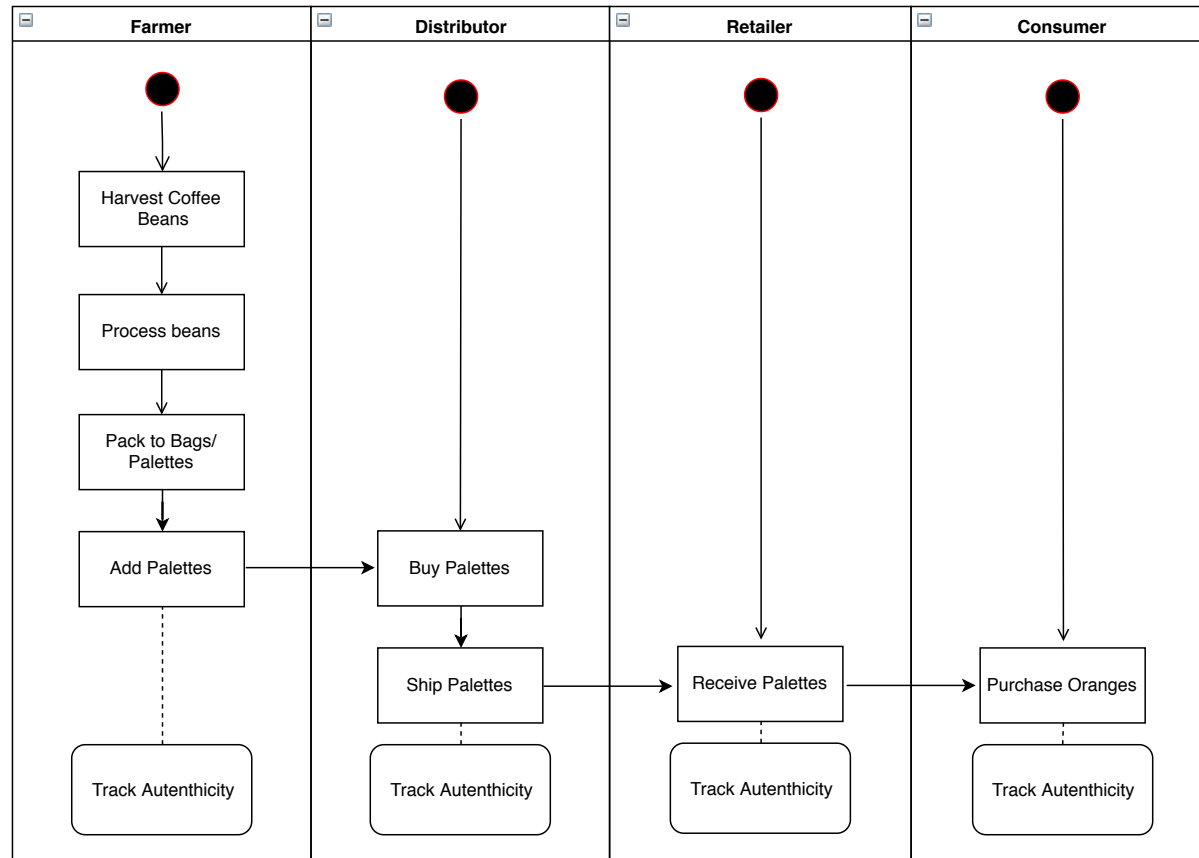 Farmer
Distributor
Retailer
Consumer
Harvest Coffee
Beans
Process beans
Pack to Bags/
Palettes
Add Palettes
Buy Palettes
Ship Palettes
Receive Palettes
Purchase Oranges
Track Autenthicity
Track Autenthicity
Track Autenthicity
Track Autenthicity